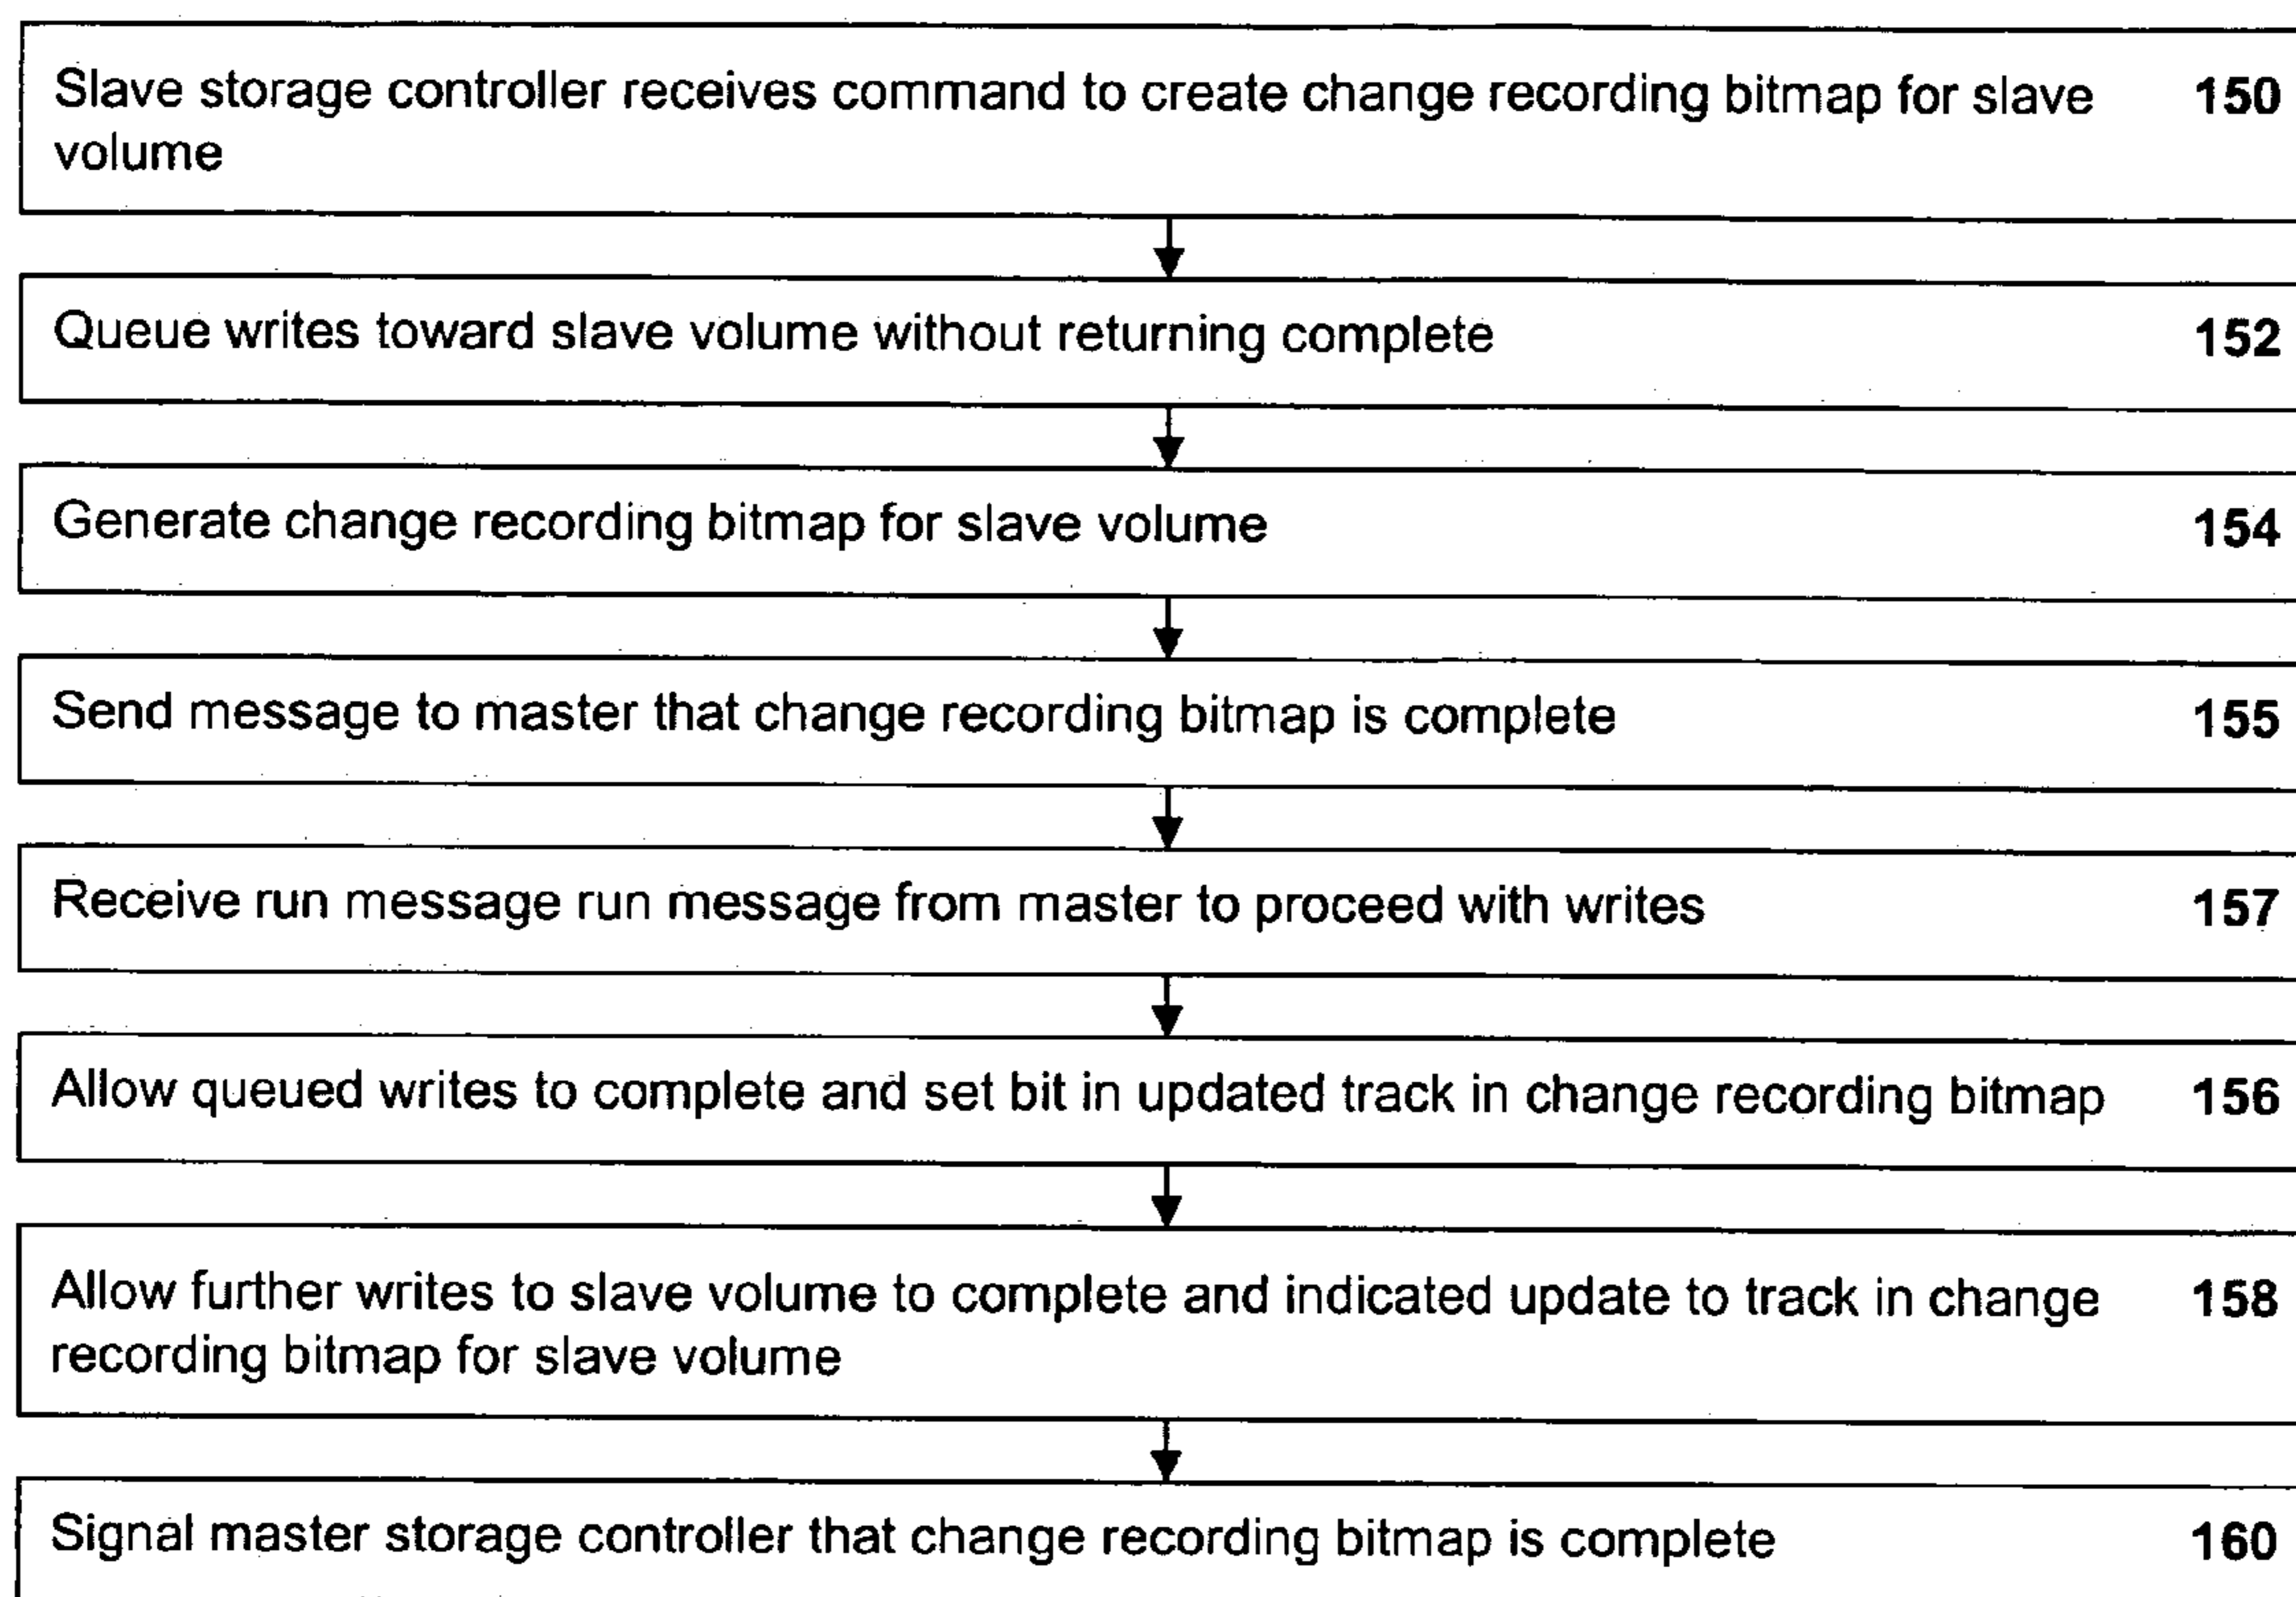 Slave storage controller receives command to create change recording bitmap for slave 150
volume
Queue writes toward slave volume without returning complete 152
Generate change recording bitmap for slave volume 154
Send message to master that change recording bitmap is complete 155
Receive run message run message from master to proceed with writes 157
Allow queued writes to complete and set bit in updated track in change recording bitmap 156
Allow further writes to slave volume to complete and indicated update to track in change 158
recording bitmap for slave volume
Signal master storage controller that change recording bitmap is complete 160